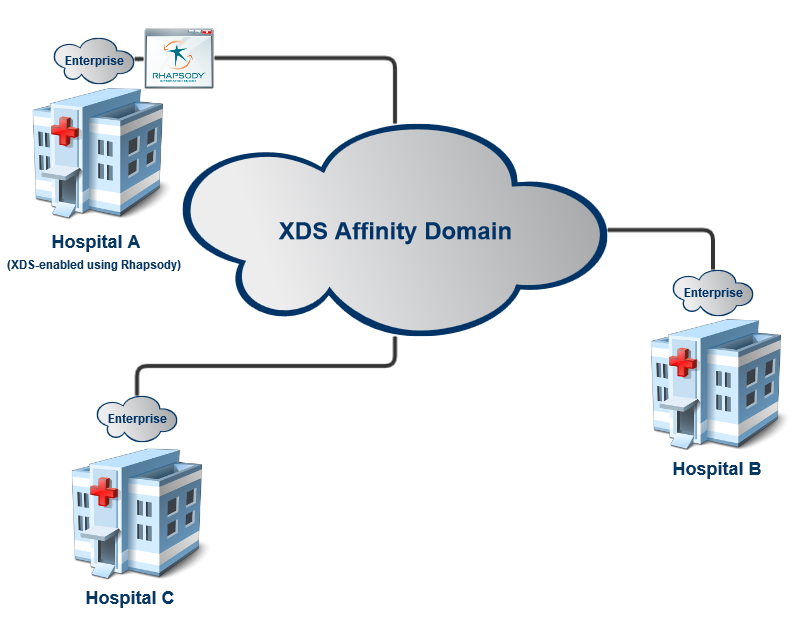 Enterprise
RHAPSODY
Hospital A
(XDS-enabled using Rhapsody)
XDS Affinity Domain
Enterprise
Hospital B
Enterprise
Hospital C